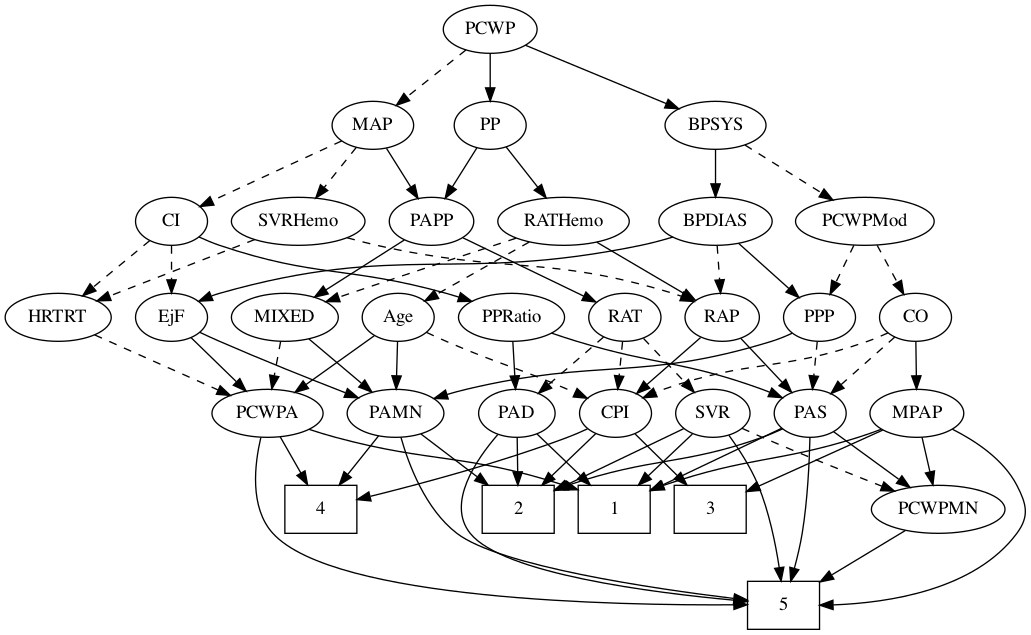 PCWP
MAP
PP
BPSYS
CI
SVRHemo
PAPP
RATHemo
BPDIAS
PCWPMod
HRTRT
EjF
MIXED
Age
PPRatio
RAT
RAP
PPP
CO
PCWPA
PAMN
PAD
CPI
SVR
PAS
MPAP
4
2
1
3
PCWPMN
5